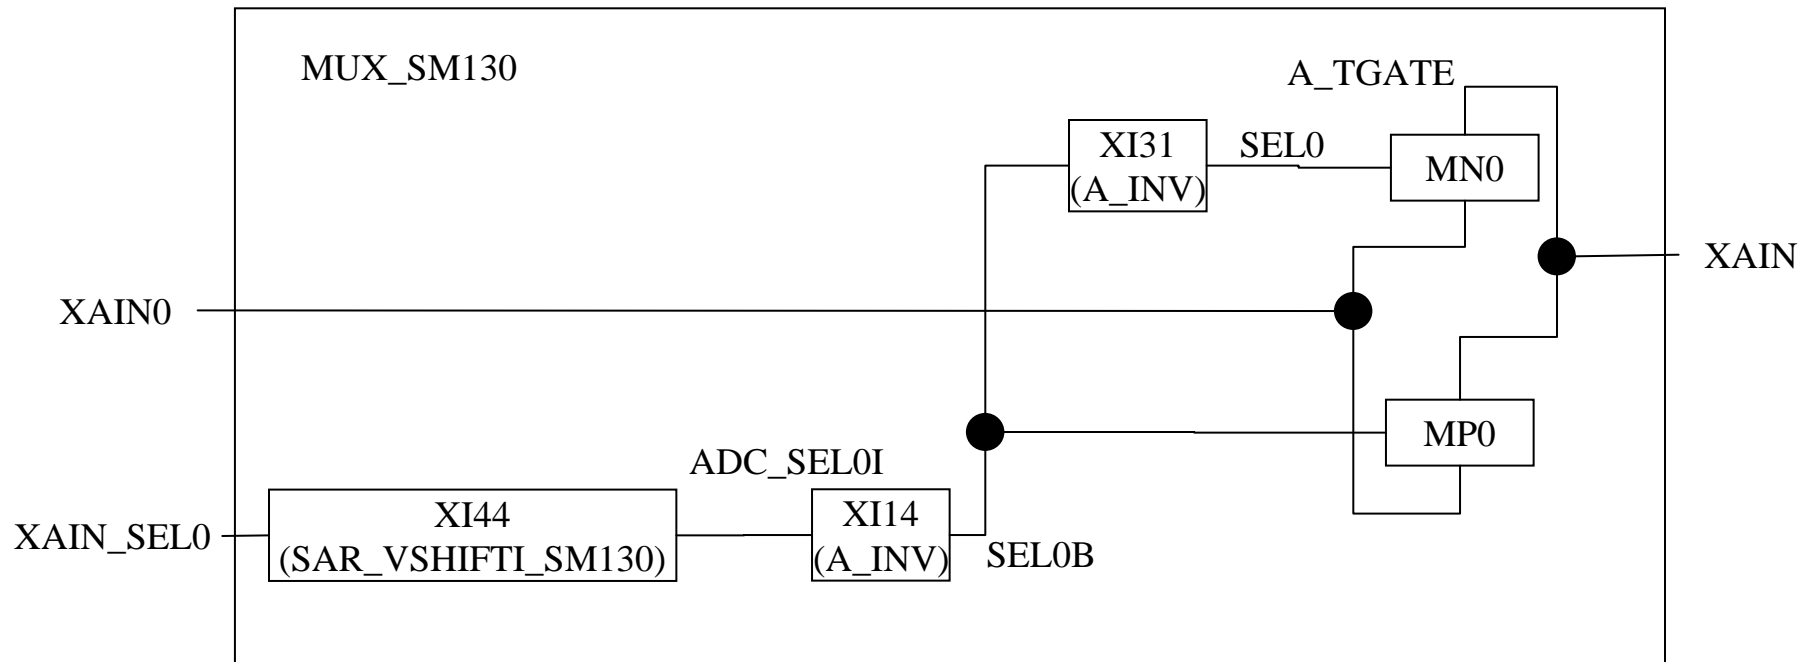 MUX_SM130
A_TGATE
XI31
(A_INV)
SEL0
MN0
XAIN
XAIN0
MP0
ADC_SEL0I
XI44
(SAR_VSHIFTI_SM130)
XI14
(A_INV)
XAIN_SEL0
SEL0B